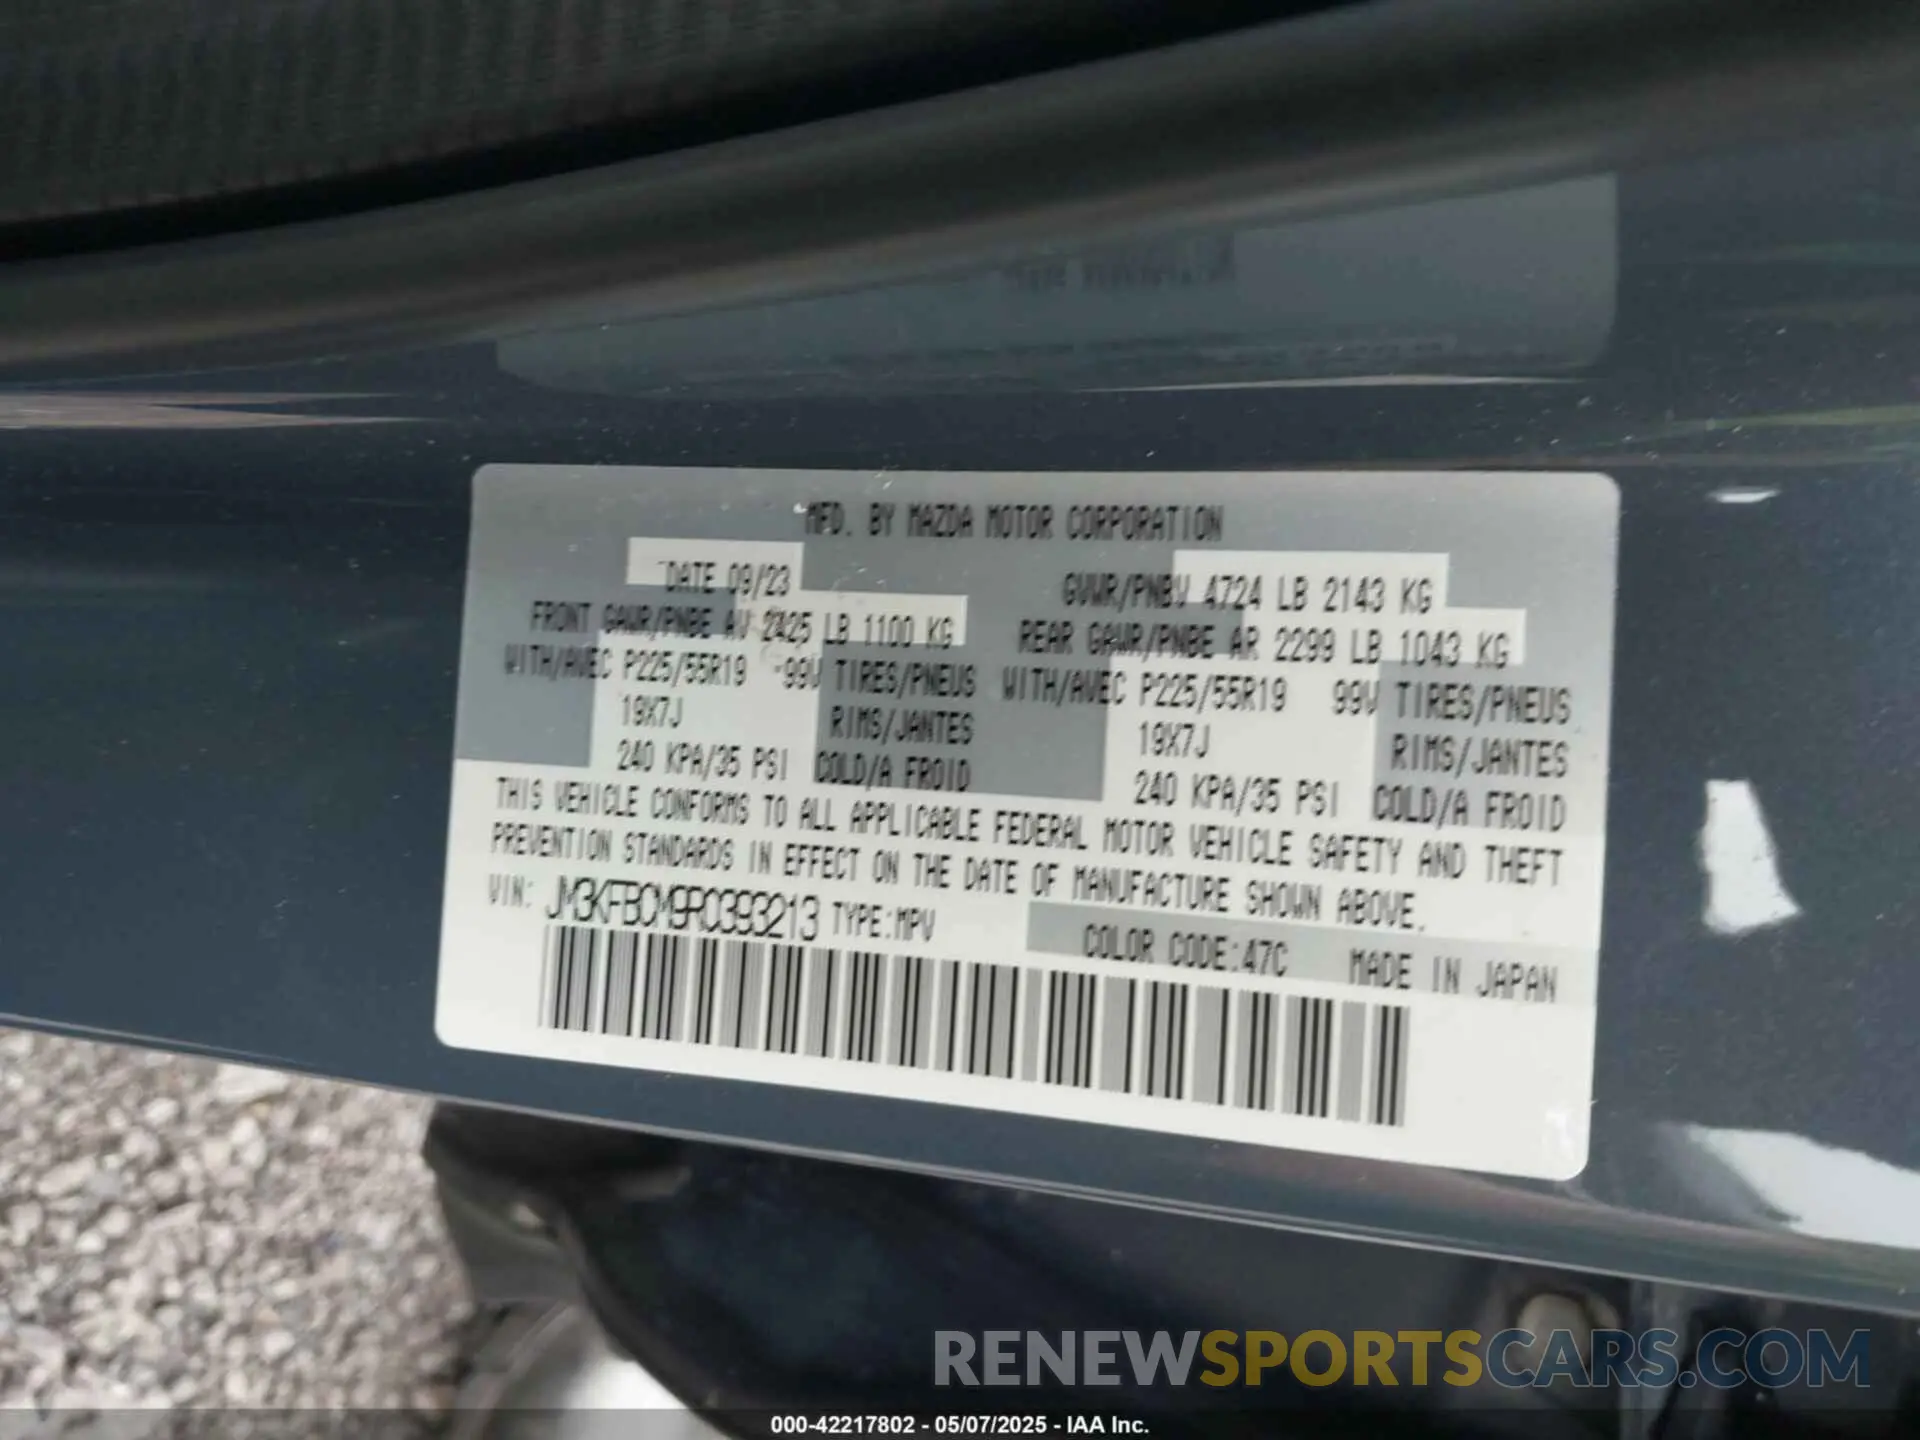 MFD. BY MAZDA MOTOR CORPORATION
DATE 09/23 GVWR/PNBV 4724 LB 2143 KG
FRONT GAWR/PNBE AV 2425 LB 1100 KG REAR GAWR/PNBE AR 2299 LB 1043 KG
WITH/AVEC P225/55R19 99V TIRES/PNEUS WITH/AVEC P225/55R19 99V TIRES/PNEUS
19X7J RIMS/JANTES 19X7J RIMS/JANTES
240 KPA/35 PSI COLD/A FROID 240 KPA/35 PSI COLD/A FROID
THIS VEHICLE CONFORMS TO ALL APPLICABLE FEDERAL MOTOR VEHICLE SAFETY AND THEFT
PREVENTION STANDARDS IN EFFECT ON THE DATE OF MANUFACTURE SHOWN ABOVE.
VIN: JM3KFBCM9R0393213 TYPE:MPV COLOR CODE:47C MADE IN JAPAN
RENEWSPORTSCARS.COM
000-42217802 - 05/07/2025 - IAA Inc.